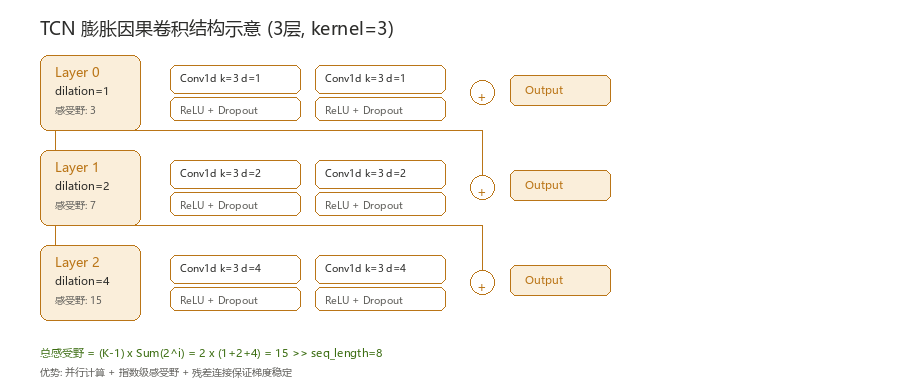 TCN 膨胀因果卷积结构示意 (3层, kernel=3)
Layer 0
dilation=1
感受野: 3
Conv1d k=3 d=1
ReLU + Dropout
Conv1d k=3 d=1
ReLU + Dropout
+
Output
Layer 1
dilation=2
感受野: 7
Conv1d k=3 d=2
ReLU + Dropout
Conv1d k=3 d=2
ReLU + Dropout
+
Output
Layer 2
dilation=4
感受野: 15
Conv1d k=3 d=4
ReLU + Dropout
Conv1d k=3 d=4
ReLU + Dropout
+
Output
总感受野 = (K-1) x Sum(2^i) = 2 x (1+2+4) = 15 >> seq_length=8
优势: 并行计算 + 指数级感受野 + 残差连接保证梯度稳定